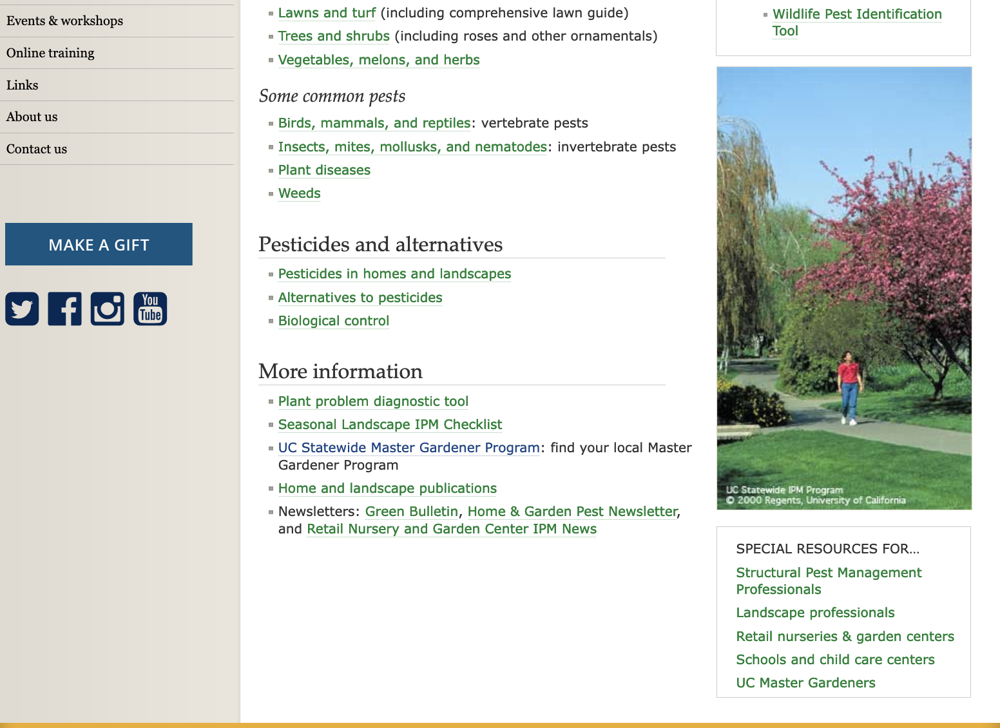 Events & workshops
Online training
Links
About us
Contact us
MAKE A GIFT
You
Tube
Lawns and turf (including comprehensive lawn guide)
Trees and shrubs (including roses and other ornamentals)
Vegetables, melons, and herbs
Some common pests
Birds, mammals, and reptiles: vertebrate pests
Insects, mites, mollusks, and nematodes: invertebrate pests
Plant diseases
Weeds
Pesticides and alternatives
Pesticides in homes and landscapes
Alternatives to pesticides
Biological control
More information
Plant problem diagnostic tool
Seasonal Landscape IPM Checklist
UC Statewide Master Gardener Program: find your local Master
Gardener Program
Home and landscape publications
Newsletters: Green Bulletin, Home & Garden Pest Newsletter,
and Retail Nursery and Garden Center IPM News
Wildlife Pest Identification
Tool
UC Statewide IPM Program
© 2000 Regents, University of California
SPECIAL RESOURCES FOR...
Structural Pest Management
Professionals
Landscape professionals
Retail nurseries & garden centers
Schools and child care centers
UC Master Gardeners